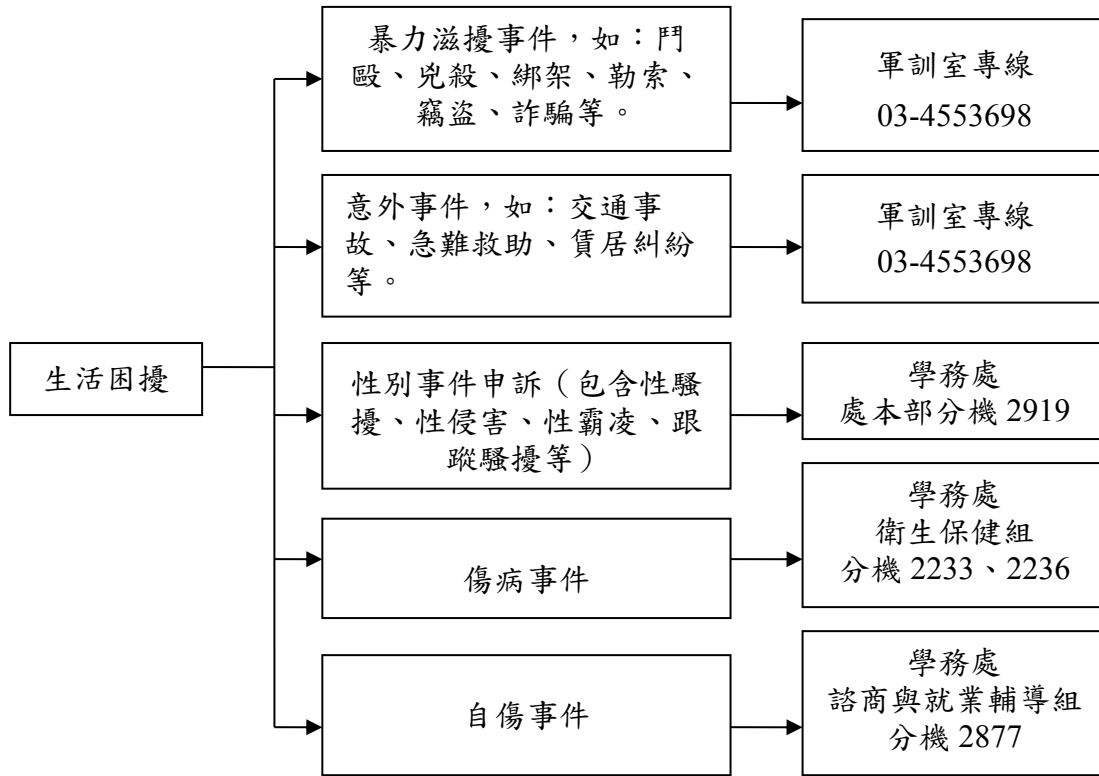 生活困擾
暴力滋擾事件，如：鬥
毆、兇殺、綁架、勒索、
竊盜、詐騙等。
軍訓室專線
03-4553698
意外事件，如：交通事
故、急難救助、賃居糾紛
等。
軍訓室專線
03-4553698
性別事件申訴（包含性騷
擾、性侵害、性霸凌、跟
蹤騷擾等）
學務處
處本部分機 2919
傷病事件
學務處
衛生保健組
分機 2233、2236
自傷事件
學務處
諮商與就業輔導組
分機 2877